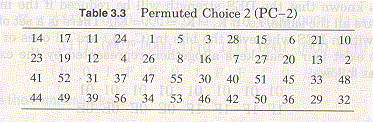 Table 3.3 Permuted Choice 2 (PC–2)
14 17 11 24 1 5 3 28 15 6 21 10
23 19 12 4 26 8 16 7 27 20 13 2
41 52 31 37 47 55 30 40 51 45 33 48
44 49 39 56 34 53 46 42 50 36 29 32